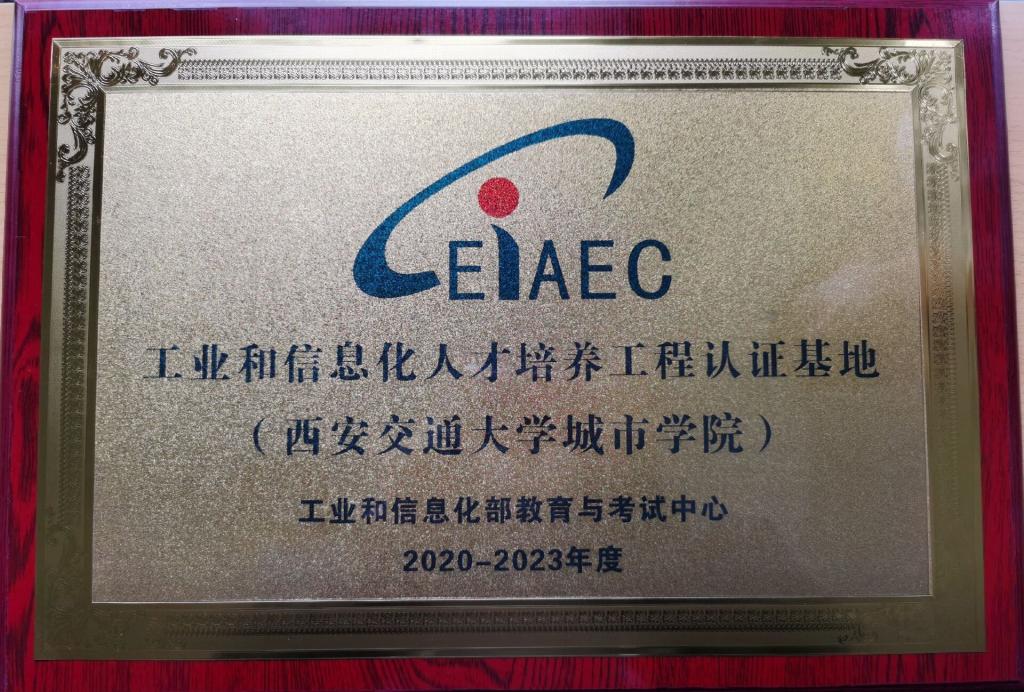 CEIAEC
工业和信息化人才培养工程认证基地
（西安交通大学城市学院）
工业和信息化部教育与考试中心
2020-2023年度